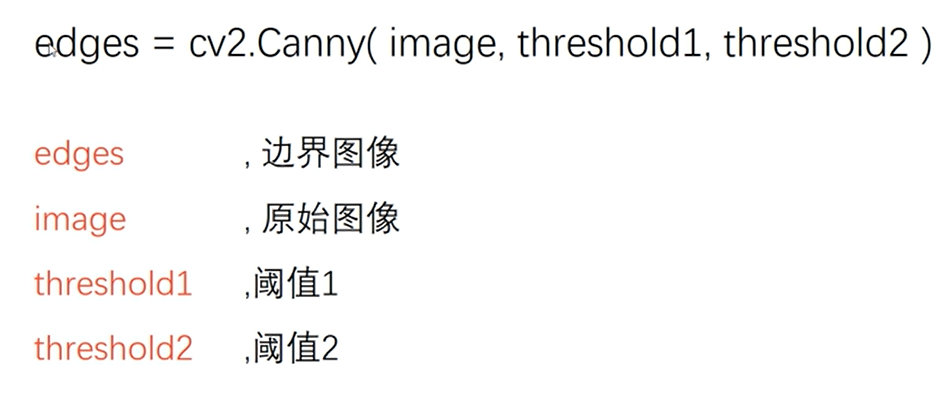 edges = cv2.Canny( image, threshold1, threshold2 )
edges , 边界图像
image , 原始图像
threshold1 ,阈值1
threshold2 ,阈值2